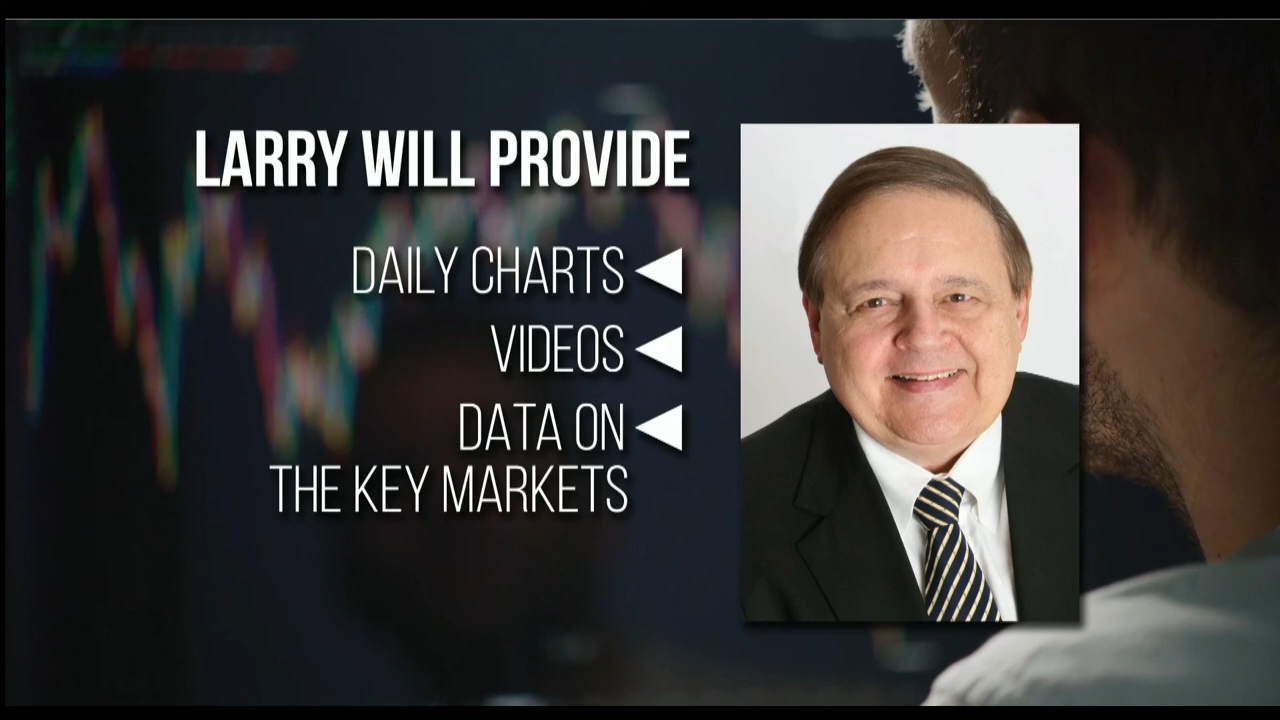 LARRY WILL PROVIDE
DAILY CHARTS
VIDEOS
DATA ON
THE KEY MARKETS